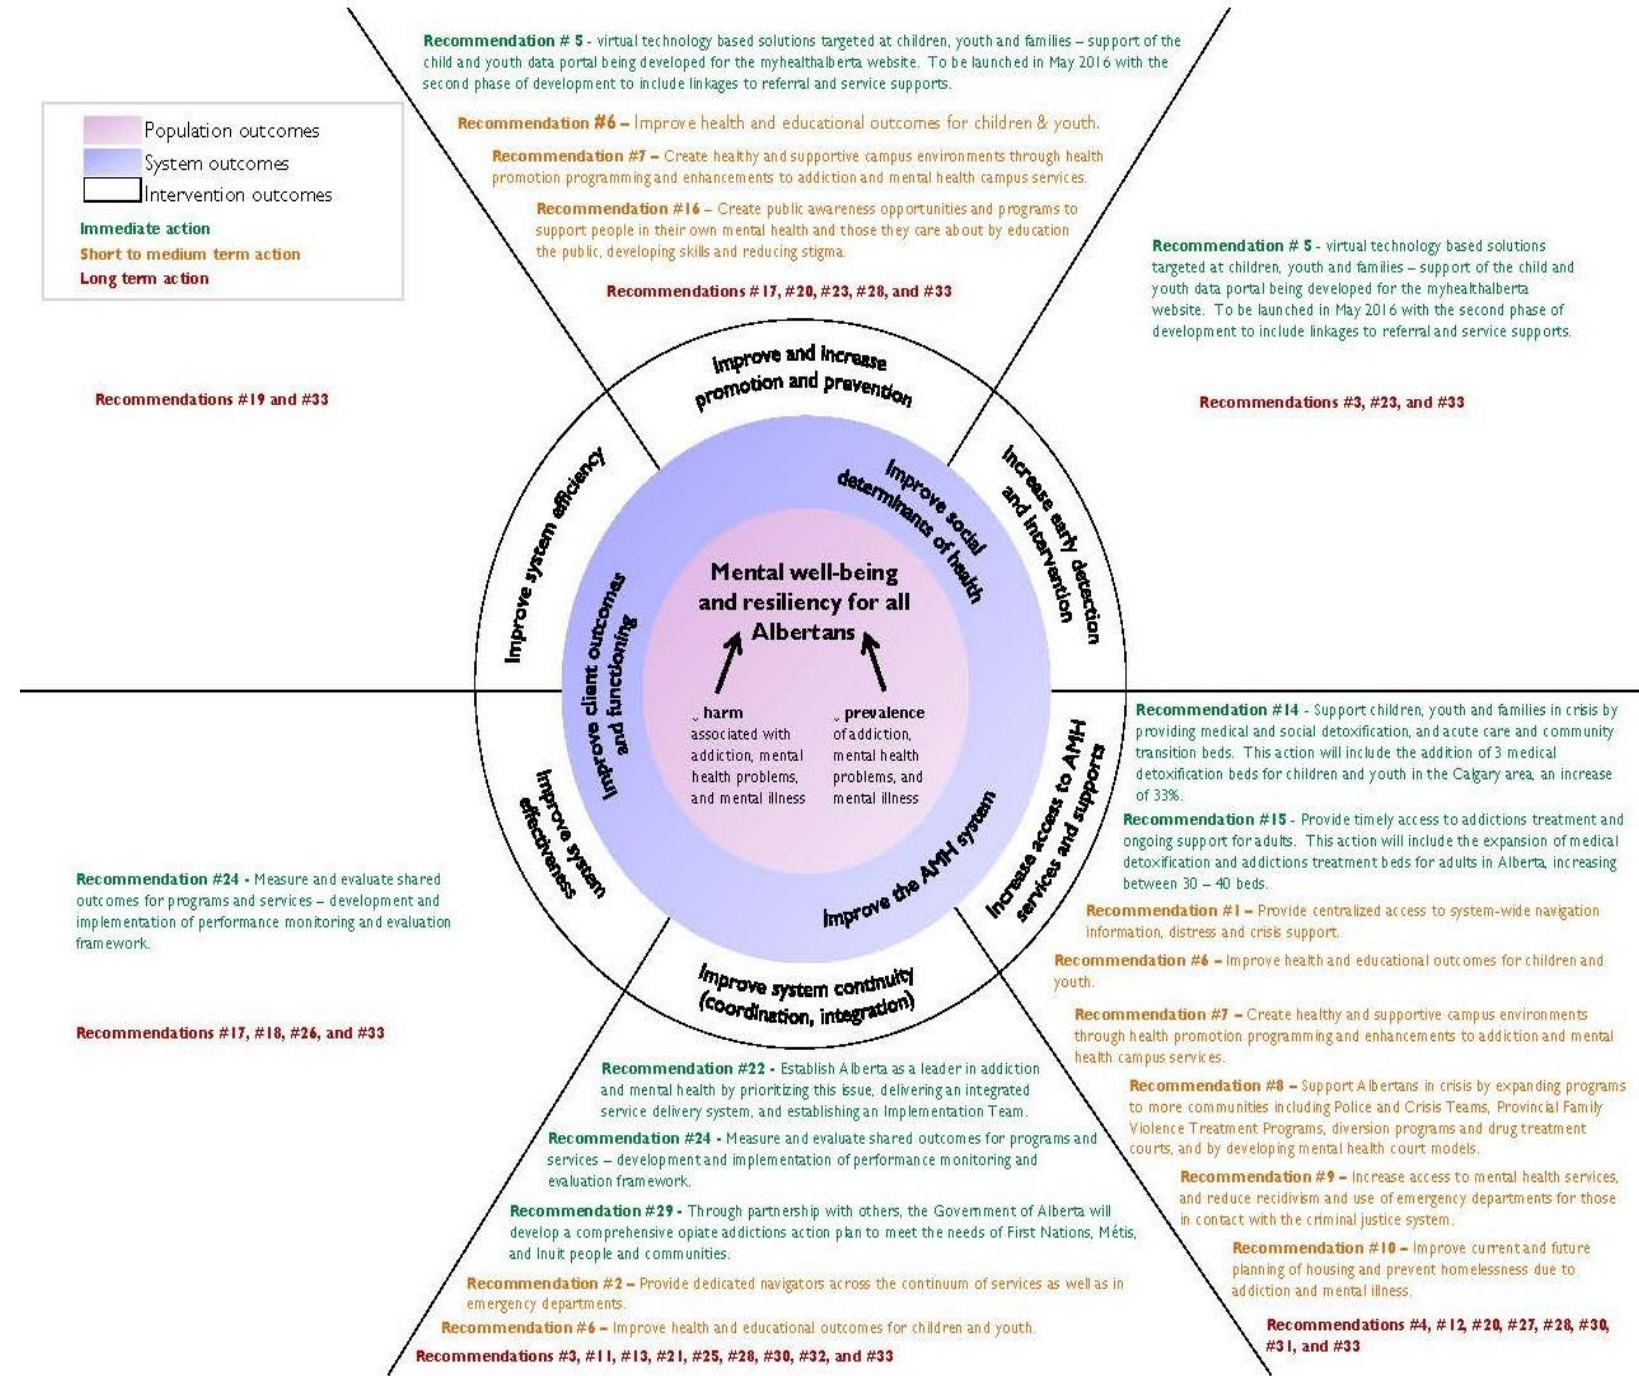 Recommendation # 5 - virtual technology based solutions targeted at children, youth and families – support of the
child and youth data portal being developed for the myhealthalberta website. To be launched in May 2016 with the
second phase of development to include linkages to referral and service supports.
Recommendation #6 – Improve health and educational outcomes for children & youth.
Recommendation #7 – Create healthy and supportive campus environments through health
promotion programming and enhancements to addiction and mental health campus services.
Recommendation #16 – Create public awareness opportunities and programs to
support people in their own mental health and those they care about by education
the public, developing skills and reducing stigma.
Recommendations #17, #20, #23, #28, and #33
Population outcomes
System outcomes
Intervention outcomes
Immediate action
Short to medium term action
Long term action
Recommendations #19 and #33
Recommendation # 5 - virtual technology based solutions
targeted at children, youth and families – support of the child and
youth data portal being developed for the myhealthalberta
website. To be launched in May 2016 with the second phase of
development to include linkages to referral and service supports.
Recommendations #3, #23, and #33
Improve and increase
promotion and prevention
Improve system efficiency
Increase early detection
and intervention
Improve social
determinants of health
Improve client outcomes
and functioning
Mental well-being
and resiliency for all
Albertans
harm
associated with
addiction, mental
health problems,
and mental illness
prevalence
of addiction,
mental health
problems, and
mental illness
Improve the AMH system
Improve system
effectiveness
Increase access to AMH
services and supports
Improve system continuity
(coordination, integration)
Recommendation #14 - Support children, youth and families in crisis by
providing medical and social detoxification, and acute care and community
transition beds. This action will include the addition of 3 medical
detoxification beds for children and youth in the Calgary area, an increase
of 33%.
Recommendation #15 - Provide timely access to addictions treatment and
ongoing support for adults. This action will include the expansion of medical
detoxification and addictions treatment beds for adults in Alberta, increasing
between 30 – 40 beds.
Recommendation #1 – Provide centralized access to system-wide navigation
information, distress and crisis support.
Recommendation #6 – Improve health and educational outcomes for children and
youth.
Recommendation #7 – Create healthy and supportive campus environments
through health promotion programming and enhancements to addiction and mental
health campus services.
Recommendation #8 – Support Albertans in crisis by expanding programs
to more communities including Police and Crisis Teams, Provincial Family
Violence Treatment Programs, diversion programs and drug treatment
courts, and by developing mental health court models.
Recommendation #9 – Increase access to mental health services,
and reduce recidivism and use of emergency departments for those
in contact with the criminal justice system.
Recommendation #10 – Improve current and future
planning of housing and prevent homelessness due to
addiction and mental illness.
Recommendations #4, #12, #20, #27, #28, #30,
#31, and #33
Recommendation #24 - Measure and evaluate shared
outcomes for programs and services – development and
implementation of performance monitoring and evaluation
framework.
Recommendations #17, #18, #26, and #33
Recommendation #22 - Establish Alberta as a leader in addiction
and mental health by prioritizing this issue, delivering an integrated
service delivery system, and establishing an Implementation Team.
Recommendation #24 - Measure and evaluate shared outcomes for programs and
services – development and implementation of performance monitoring and
evaluation framework.
Recommendation #29 - Through partnership with others, the Government of Alberta will
develop a comprehensive opiate addictions action plan to meet the needs of First Nations, Métis,
and Inuit people and communities.
Recommendation #2 – Provide dedicated navigators across the continuum of services as well as in
emergency departments.
Recommendation #6 – Improve health and educational outcomes for children and youth.
Recommendations #3, #11, #13, #21, #25, #28, #30, #32, and #33